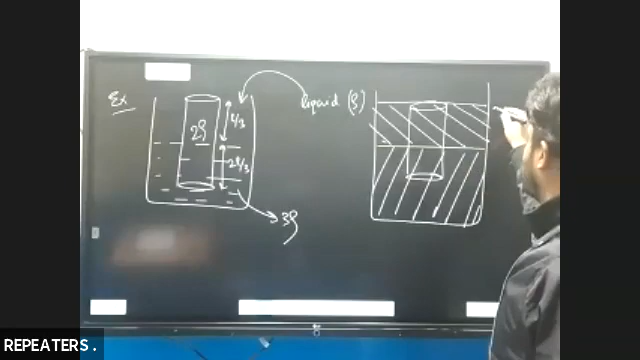 Ex
2ρ
ℓ/3
liquid (ρ)
2ℓ/3
3ρ
REPEATERS .